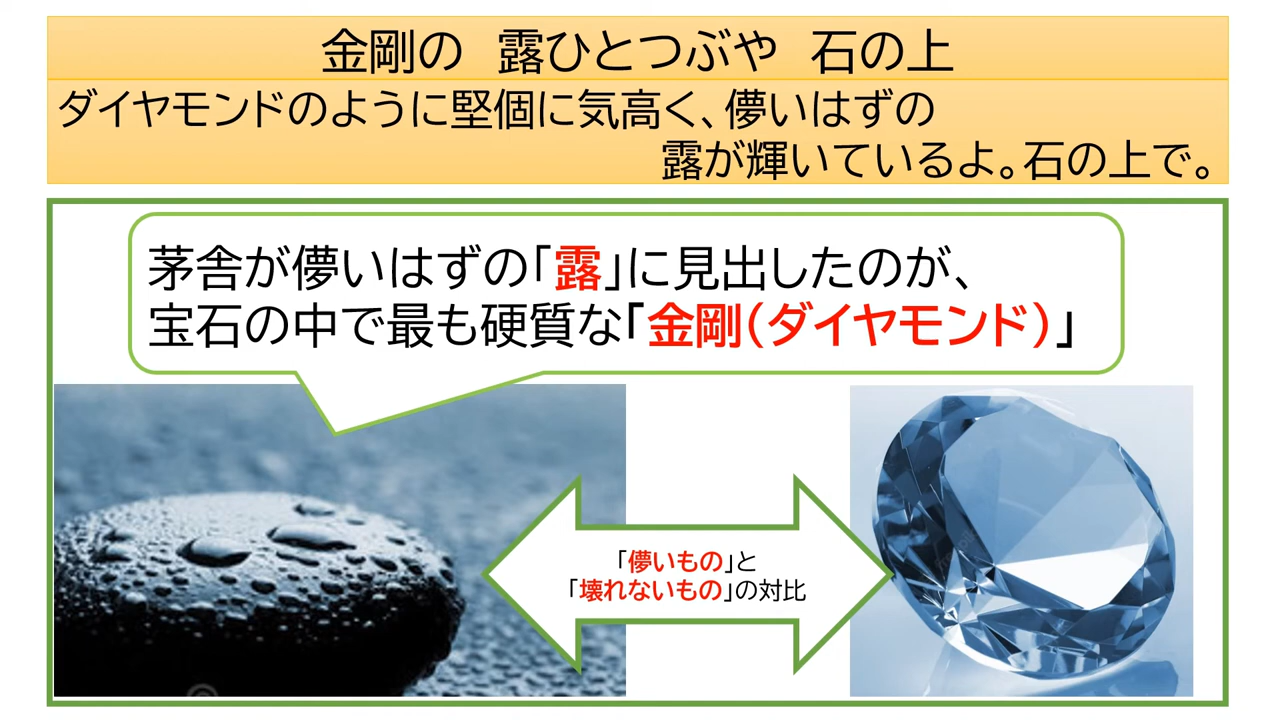 金剛の　露ひとつぶや　石の上
ダイヤモンドのように堅個に気高く、儚いはずの
露が輝いているよ。石の上で。
茅舎が儚いはずの「露」に見出したのが、
宝石の中で最も硬質な「金剛（ダイヤモンド）」
「儚いもの」と
「壊れないもの」の対比